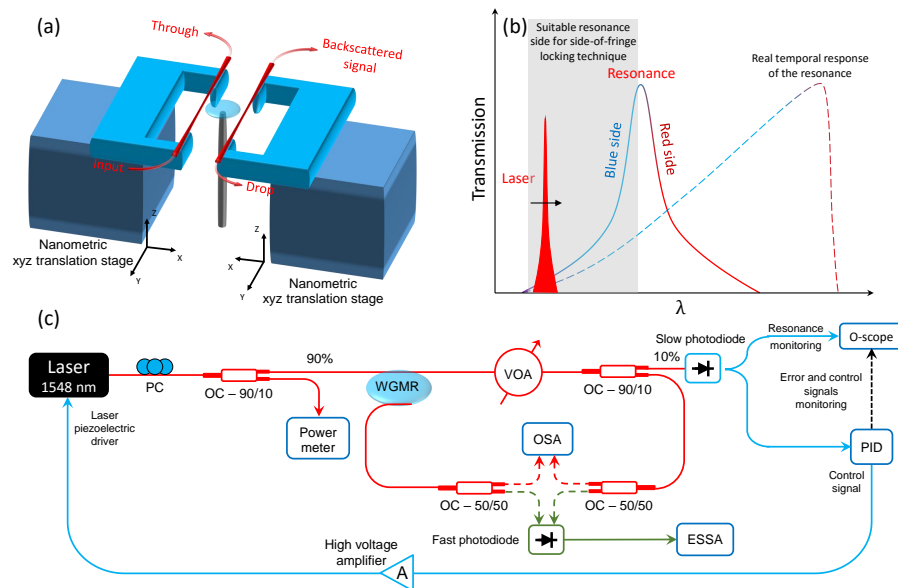 (a)
Through
Backscattered
signal
Input
Drop
Z
X
Y
Nanometric
xyz translation stage
Z
X
Y
Nanometric
xyz translation stage
(b)
Suitable resonance
side for side-of-fringe
locking technique
Resonance
Real temporal response
of the resonance
Transmission
Laser
Blue side
Red side
λ
(c)
Laser
1548 nm
PC
OC – 90/10
90%
Power
meter
WGMR
VOA
OC – 90/10
10%
Slow photodiode
Resonance
monitoring
O-scope
Error and control
signals
monitoring
PID
Control
signal
Laser
piezoelectric
driver
OSA
OC – 50/50
OC – 50/50
Fast photodiode
ESSA
High voltage
amplifier
A